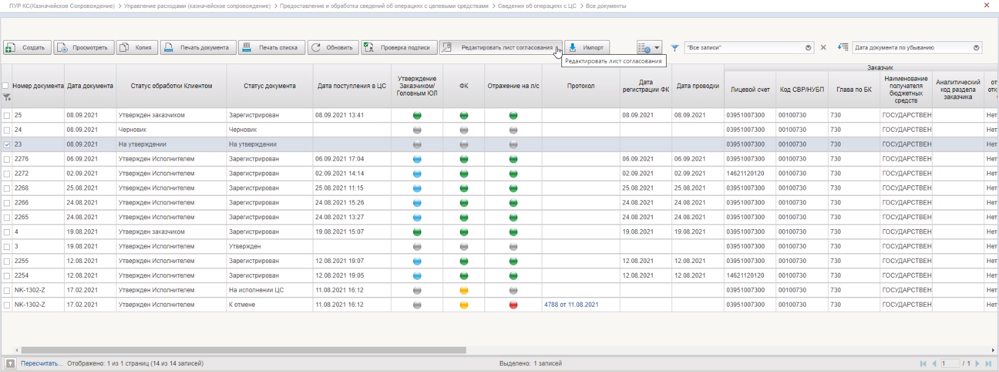 ПУР КС(Казначейское Сопровождение) > Управление расходами (казначейское сопровождение) > Предоставление и обработка сведений об операциях с целевыми средствами > Сведения об операциях с ЦС > Все документы
Создать Просмотреть Копия Печать документа Печать списка Обновить Проверка подписи Редактировать лист согласования Импорт "Все записи" Дата документа по убыванию
Редактировать лист согласования
Заказчик
Номер документа Дата документа Статус обработки Клиентом Статус документа Дата поступления в ЦС Утверждение Заказчиком/ Головным ЮЛ ФК Отражение на л/с Протокол Дата регистрации ФК Дата проводки Лицевой счет Код СВР/НУБП Глава по БК Наименование получателя бюджетных средств Аналитический код раздела заказчика от отк
25 08.09.2021 Утвержден заказчиком Зарегистрирован 08.09.2021 13:41 08.09.2021 08.09.2021 03951007300 00100730 730 ГОСУДАРСТВЕН Нет
24 08.09.2021 Черновик Черновик 03951007300 00100730 730 ГОСУДАРСТВЕН Нет
23 08.09.2021 На утверждении На утверждении 03951007300 00100730 730 ГОСУДАРСТВЕН Нет
2276 06.09.2021 Утвержден Исполнителем Зарегистрирован 06.09.2021 17:04 06.09.2021 06.09.2021 03951007300 00100730 730 ГОСУДАРСТВЕН Нет
2272 02.09.2021 Утвержден Исполнителем Зарегистрирован 02.09.2021 14:14 02.09.2021 02.09.2021 14621120120 00100730 730 ГОСУДАРСТВЕН Нет
2268 25.08.2021 Утвержден Исполнителем Зарегистрирован 25.08.2021 11:15 25.08.2021 25.08.2021 03951007300 00100730 730 ГОСУДАРСТВЕН Нет
2266 24.08.2021 Утвержден Исполнителем Зарегистрирован 24.08.2021 15:26 24.08.2021 24.08.2021 03951007300 00100730 730 ГОСУДАРСТВЕН Нет
2265 24.08.2021 Утвержден Исполнителем Зарегистрирован 24.08.2021 13:27 24.08.2021 24.08.2021 03951007300 00100730 730 ГОСУДАРСТВЕН Нет
4 19.08.2021 Утвержден заказчиком Зарегистрирован 19.08.2021 15:07 19.08.2021 19.08.2021 03951007300 00100730 730 ГОСУДАРСТВЕН Нет
3 19.08.2021 Утвержден Исполнителем Утвержден 03951007300 00100730 730 ГОСУДАРСТВЕН Нет
2255 12.08.2021 Утвержден Исполнителем Зарегистрирован 12.08.2021 19:07 12.08.2021 12.08.2021 03951007300 00100730 730 ГОСУДАРСТВЕН Нет
2254 12.08.2021 Утвержден Исполнителем Зарегистрирован 12.08.2021 19:05 12.08.2021 12.08.2021 14621120120 00100730 730 ГОСУДАРСТВЕН Нет
NK-1302-Z 17.02.2021 Утвержден Исполнителем На исполнении ЦС 11.08.2021 16:12 03951007300 00100730 730 ГОСУДАРСТВЕН Нет
NK-1302-Z 17.02.2021 Утвержден Исполнителем К отмене 11.08.2021 16:12 4788 от 11.08.2021 03951007300 00100730 730 ГОСУДАРСТВЕН Нет
Пересчитать... Отображено: 1 из 1 страниц (14 из 14 записей) Выделено: 1 записей 1 / 1